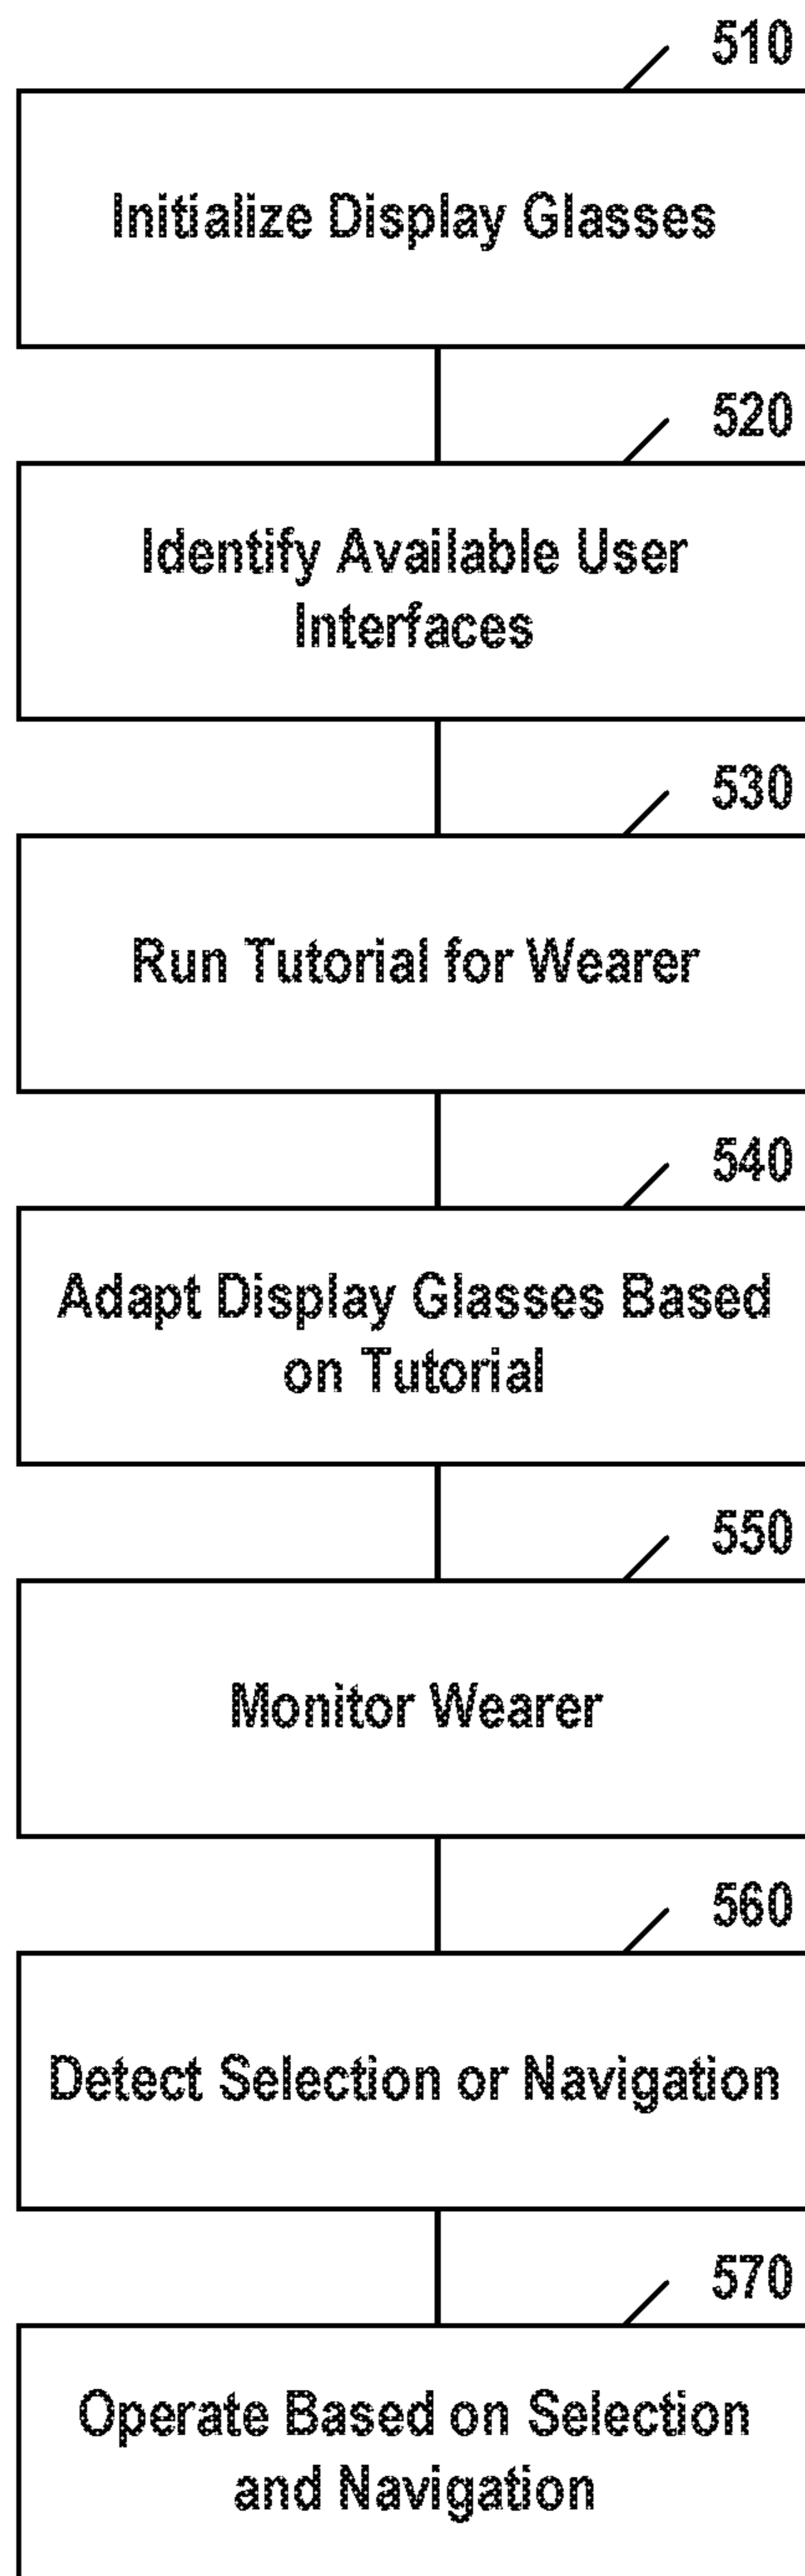 510
Initialize Display Glasses
520
Identify Available User
Interfaces
530
Run Tutorial for Wearer
540
Adapt Display Glasses Based
on Tutorial
550
Monitor Wearer
560
Detect Selection or Navigation
570
Operate Based on Selection
and Navigation